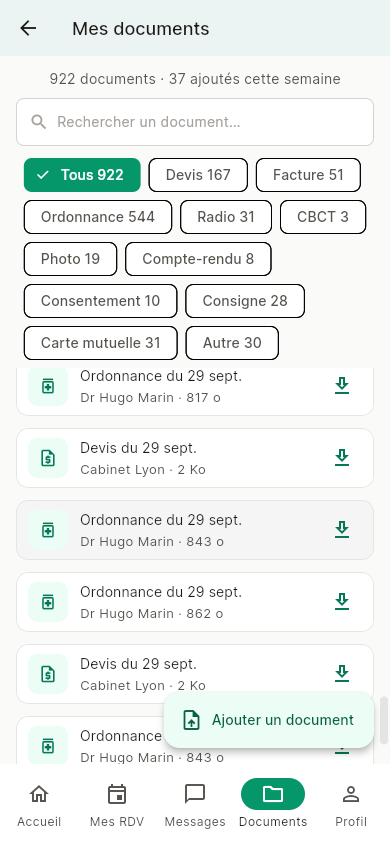 Mes documents
922 documents · 37 ajoutés cette semaine
Rechercher un document...
Tous 922
Devis 167
Facture 51
Ordonnance 544
Radio 31
CBCT 3
Photo 19
Compte-rendu 8
Consentement 10
Consigne 28
Carte mutuelle 31
Autre 30
Ordonnance du 29 sept.
Dr Hugo Marin · 817 o
Devis du 29 sept.
Cabinet Lyon · 2 Ko
Ordonnance du 29 sept.
Dr Hugo Marin · 843 o
Ordonnance du 29 sept.
Dr Hugo Marin · 862 o
Devis du 29 sept.
Cabinet Lyon · 2 Ko
Ordonnance
Dr Hugo Marin · 843 o
Ajouter un document
Accueil
Mes RDV
Messages
Documents
Profil